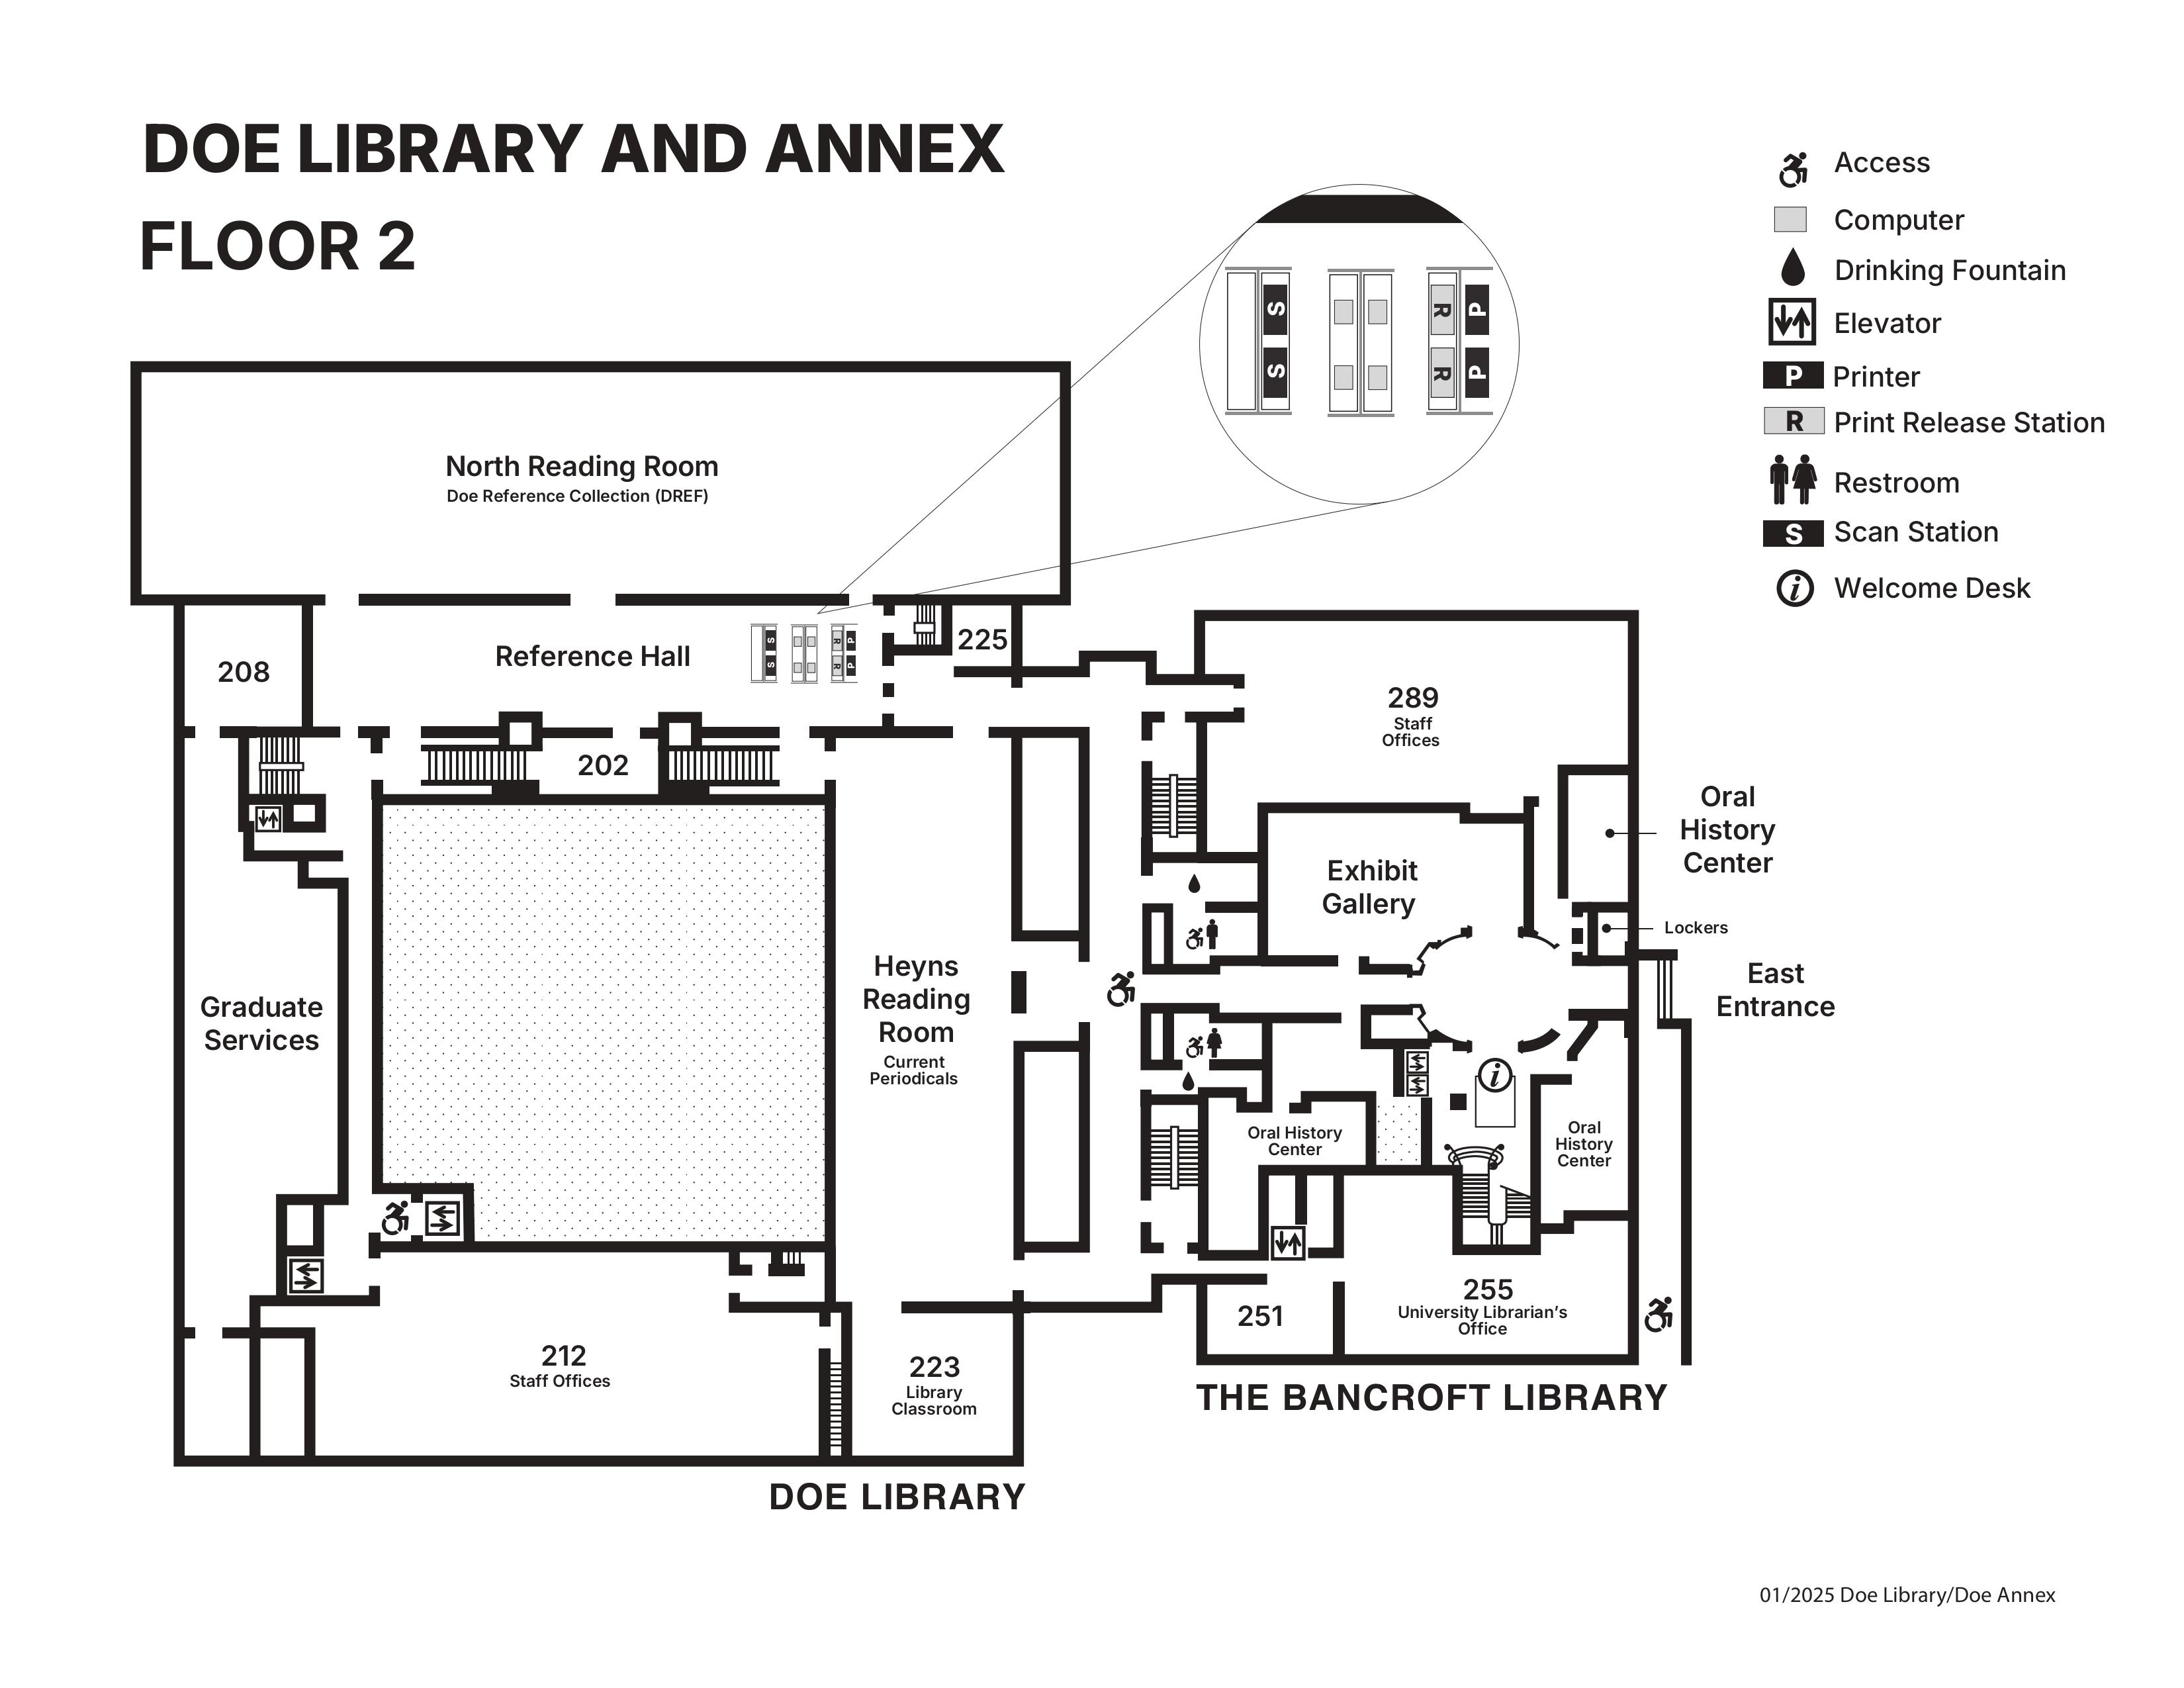 DOE LIBRARY AND ANNEX
FLOOR 2
Access
Computer
Drinking Fountain
Elevator
P Printer
R Print Release Station
Restroom
S Scan Station
i Welcome Desk
S
S
R
R
P
P
North Reading Room
Doe Reference Collection (DREF)
208
Reference Hall
S
S
R
R
P
P
225
202
289
Staff
Offices
Oral
History
Center
Exhibit
Gallery
Lockers
East
Entrance
Graduate
Services
Heyns
Reading
Room
Current
Periodicals
i
Oral History
Center
Oral
History
Center
212
Staff Offices
223
Library
Classroom
251
255
University Librarian’s
Office
THE BANCROFT LIBRARY
DOE LIBRARY
01/2025 Doe Library/Doe Annex